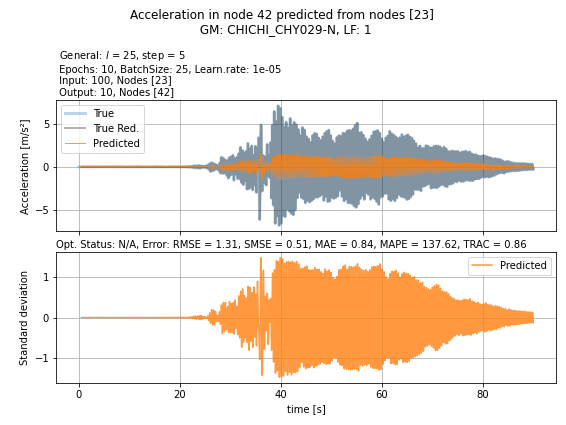 Acceleration in node 42 predicted from nodes [23]
GM: CHICHI_CHY029-N, LF: 1
General: l = 25, step = 5
Epochs: 10, BatchSize: 25, Learn.rate: 1e-05
Input: 100, Nodes [23]
Output: 10, Nodes [42]
True
True Red.
Predicted
Acceleration [m/s²]
5
0
−5
Opt. Status: N/A, Error: RMSE = 1.31, SMSE = 0.51, MAE = 0.84, MAPE = 137.62, TRAC = 0.86
Predicted
Standard deviation
1
0
−1
0 20 40 60 80
time [s]